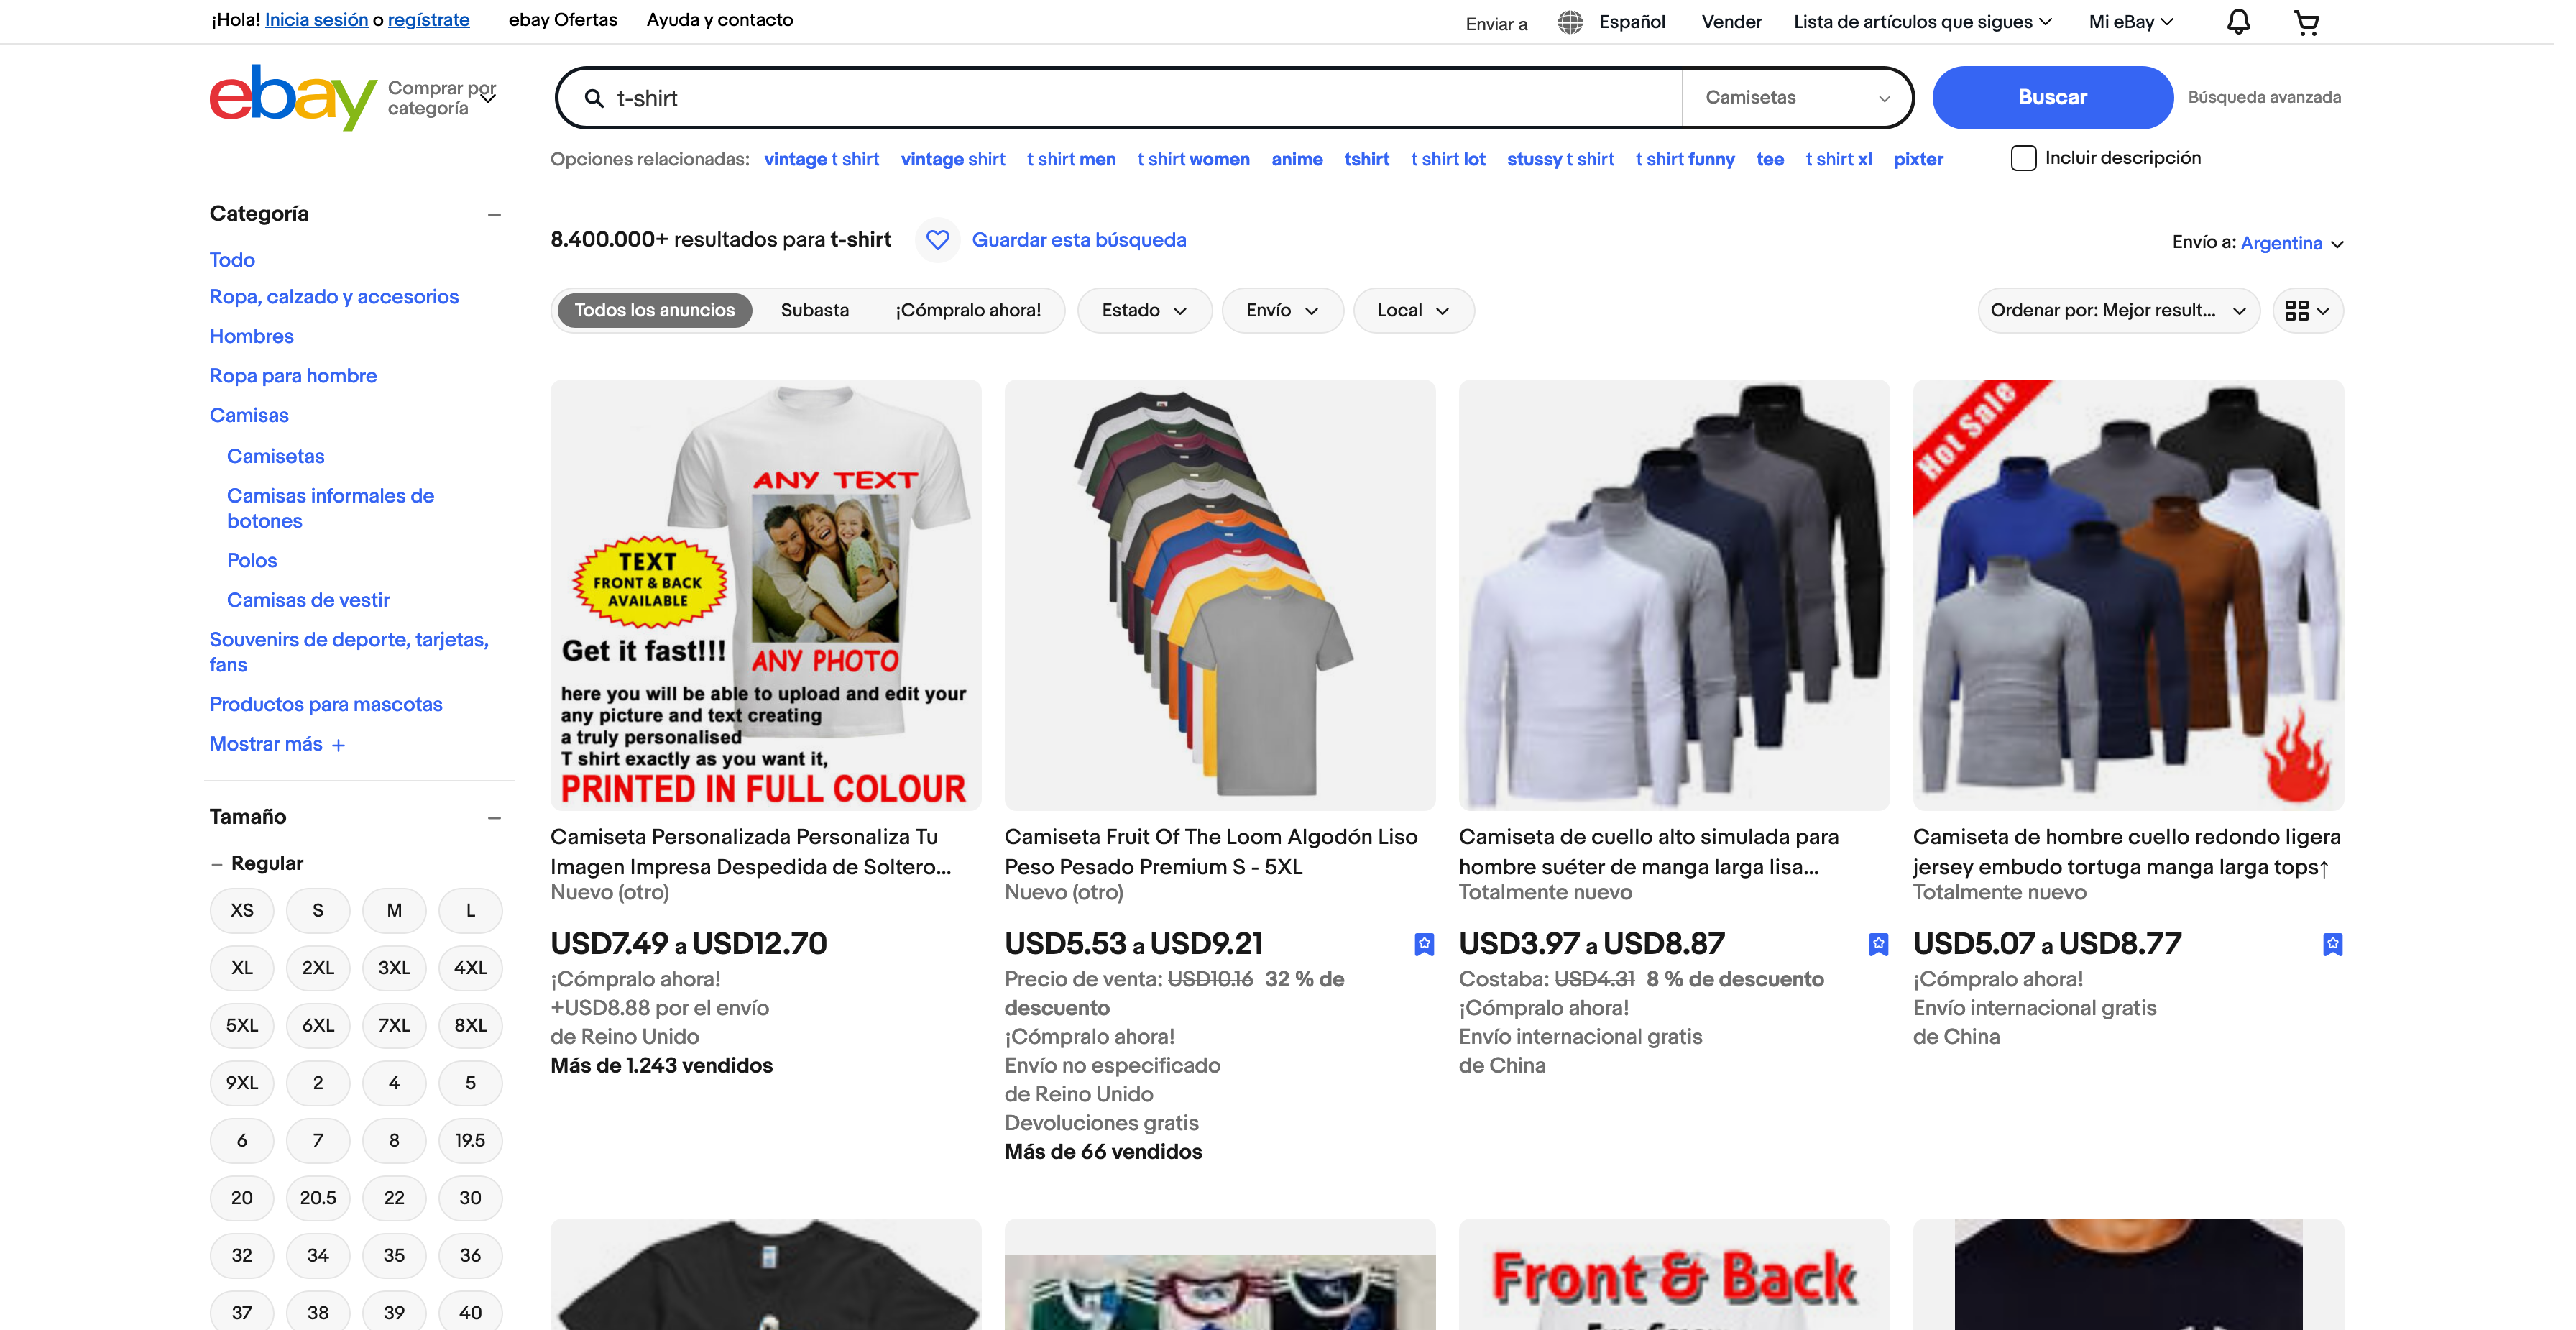 ¡Hola! Inicia sesión o regístrate ebay Ofertas Ayuda y contacto
Enviar a Español Vender Lista de artículos que sigues Mi eBay
ebay
Comprar por
categoría
t-shirt
Camisetas
Buscar
Búsqueda avanzada
Opciones relacionadas: vintage t shirt vintage shirt t shirt men t shirt women anime tshirt t shirt lot stussy t shirt t shirt funny tee t shirt xl pixter
Incluir descripción
Categoría
Todo
Ropa, calzado y accesorios
Hombres
Ropa para hombre
Camisas
Camisetas
Camisas informales de
botones
Polos
Camisas de vestir
Souvenirs de deporte, tarjetas,
fans
Productos para mascotas
Mostrar más +
Tamaño
– Regular
XS S M L
XL 2XL 3XL 4XL
5XL 6XL 7XL 8XL
9XL 2 4 5
6 7 8 19.5
20 20.5 22 30
32 34 35 36
37 38 39 40
8.400.000+ resultados para t-shirt
Guardar esta búsqueda
Envío a: Argentina
Todos los anuncios Subasta ¡Cómpralo ahora! Estado Envío Local
Ordenar por: Mejor result...
ANY TEXT
TEXT
FRONT & BACK
AVAILABLE
Get it fast!!!
ANY PHOTO
here you will be able to upload and edit your
any picture and text creating
a truly personalised
T shirt exactly as you want it,
PRINTED IN FULL COLOUR
Camiseta Personalizada Personaliza Tu
Imagen Impresa Despedida de Soltero...
Nuevo (otro)
USD7.49 a USD12.70
¡Cómpralo ahora!
+USD8.88 por el envío
de Reino Unido
Más de 1.243 vendidos
Camiseta Fruit Of The Loom Algodón Liso
Peso Pesado Premium S - 5XL
Nuevo (otro)
USD5.53 a USD9.21
Precio de venta: USD10.16 32 % de
descuento
¡Cómpralo ahora!
Envío no especificado
de Reino Unido
Devoluciones gratis
Más de 66 vendidos
Camiseta de cuello alto simulada para
hombre suéter de manga larga lisa...
Totalmente nuevo
USD3.97 a USD8.87
Costaba: USD4.31 8 % de descuento
¡Cómpralo ahora!
Envío internacional gratis
de China
Hot Sale
Camiseta de hombre cuello redondo ligera
jersey embudo tortuga manga larga tops↑
Totalmente nuevo
USD5.07 a USD8.77
¡Cómpralo ahora!
Envío internacional gratis
de China
Front & Back